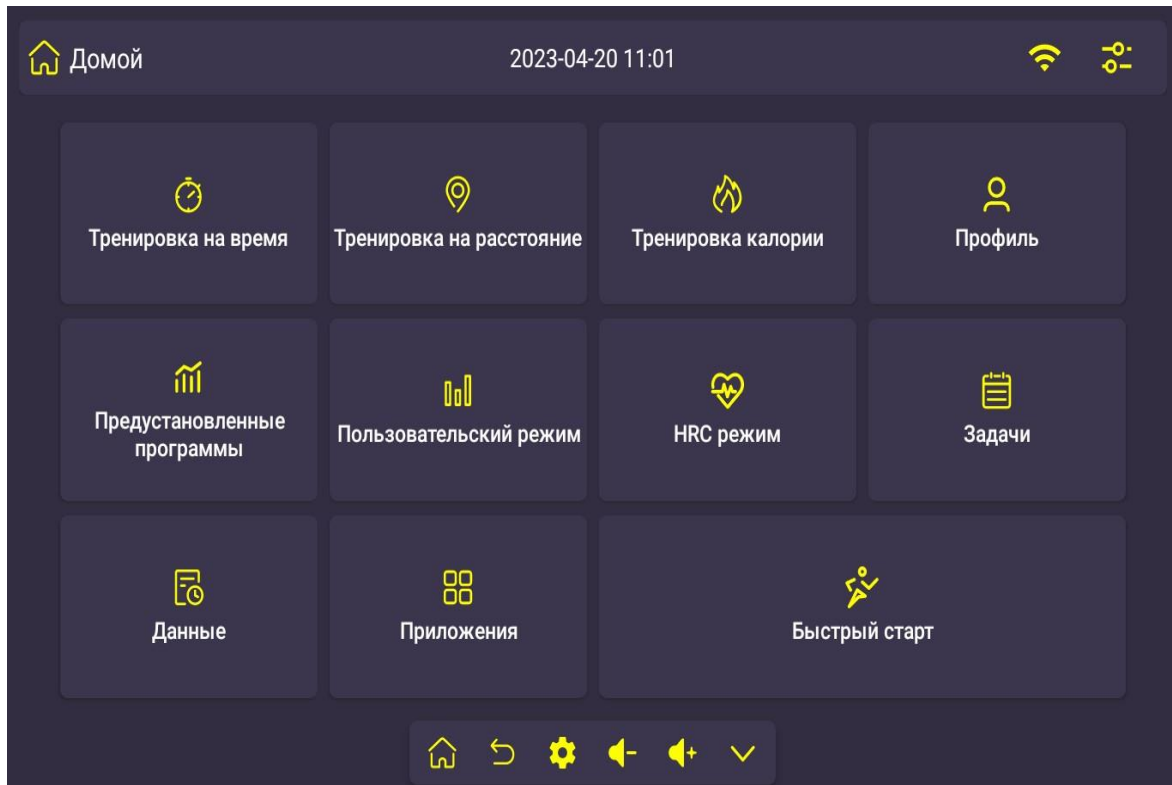 Домой
2023-04-20 11:01
Тренировка на время
Тренировка на расстояние
Тренировка калории
Профиль
Предустановленные
программы
Пользовательский режим
HRC режим
Задачи
Данные
Приложения
Быстрый старт